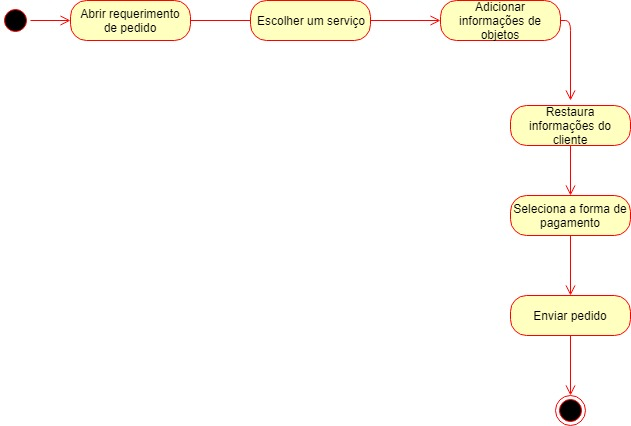 Abrir requerimento
de pedido
Escolher um serviço
Adicionar
informações de
objetos
Restaura
informações do
cliente
Seleciona a forma de
pagamento
Enviar pedido